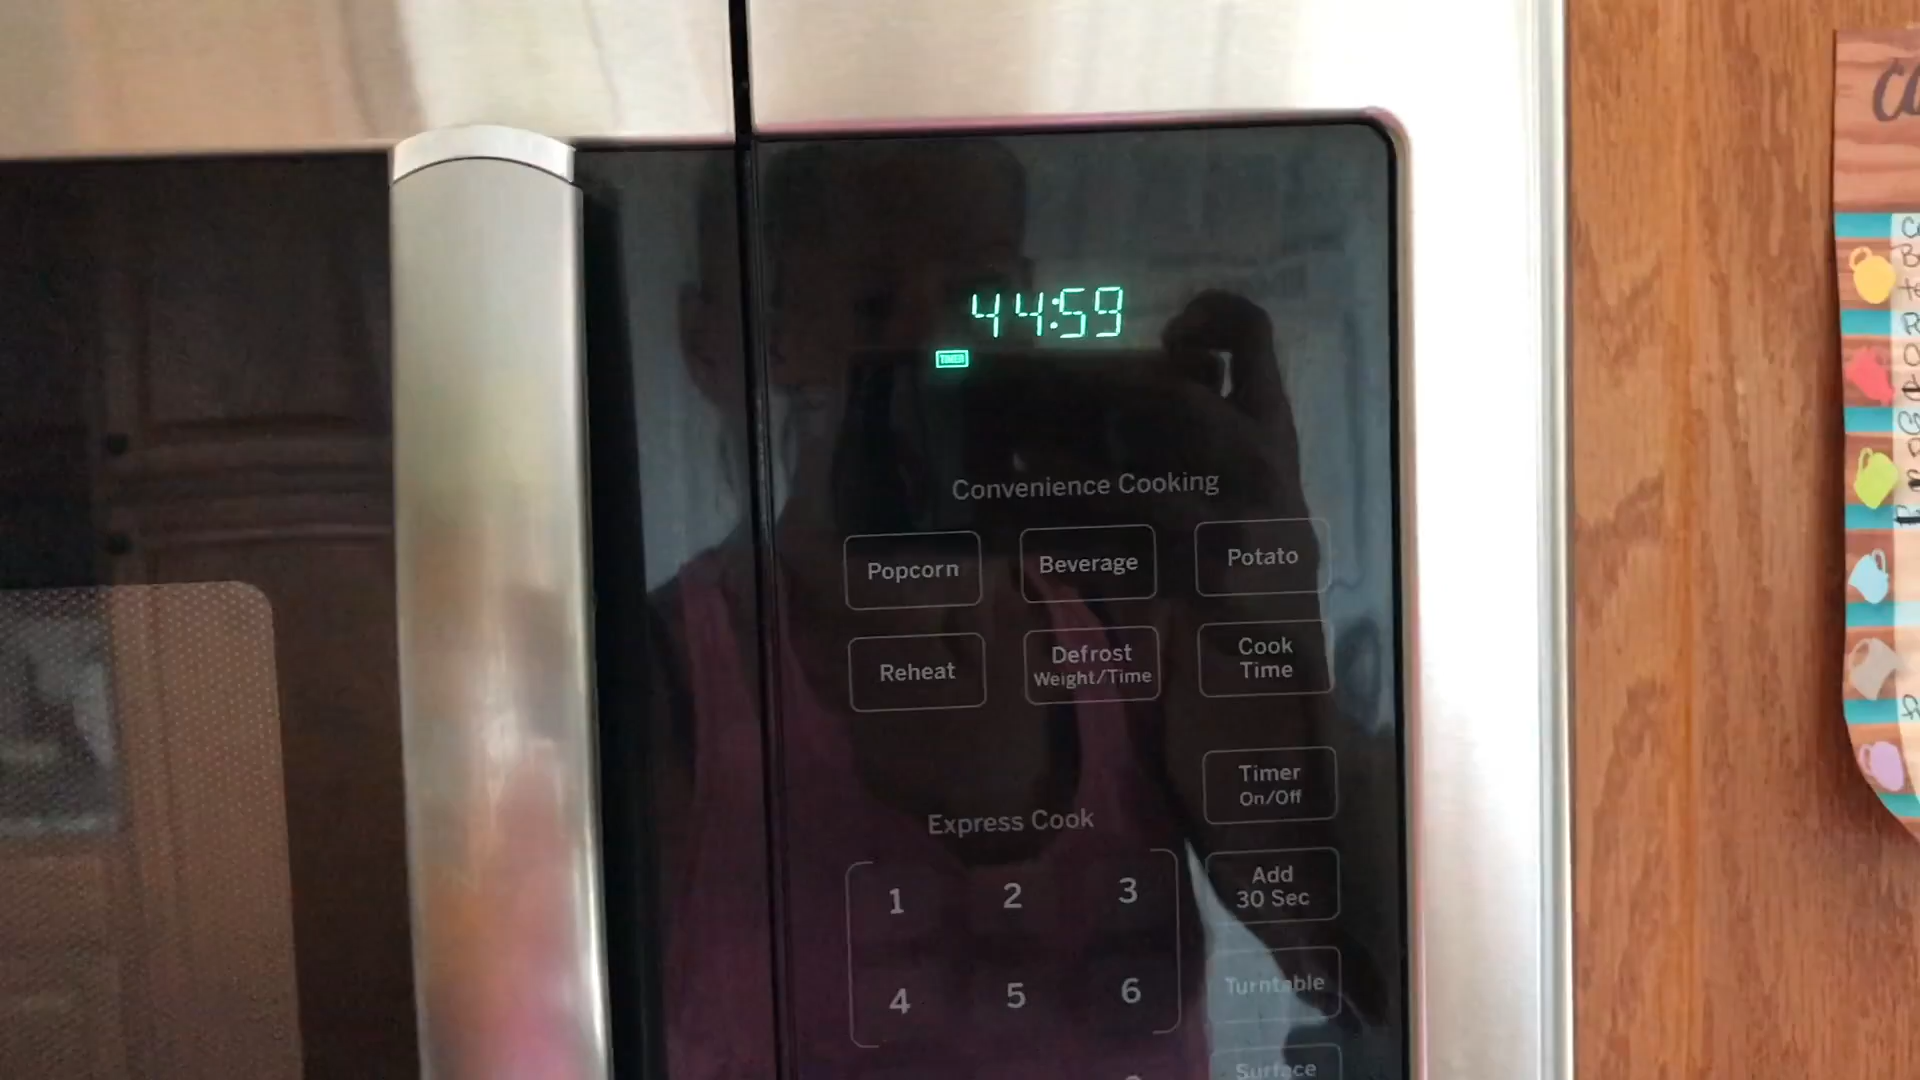 44:59
TIMER
Convenience Cooking
Popcorn Beverage Potato
Reheat Defrost Weight/Time Cook Time
Timer On/Off
Express Cook
Add 30 Sec
1 2 3
4 5 6
Turntable
Surface